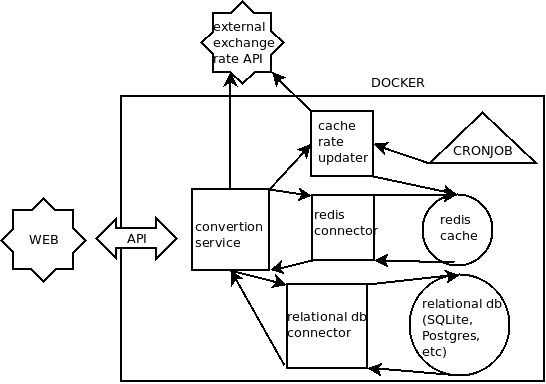 external
exchange
rate API
DOCKER
cache
rate
updater
CRONJOB
convertion
service
redis
connector
redis
cache
WEB
API
relational db
connector
relational db
(SQLite,
Postgres,
etc)